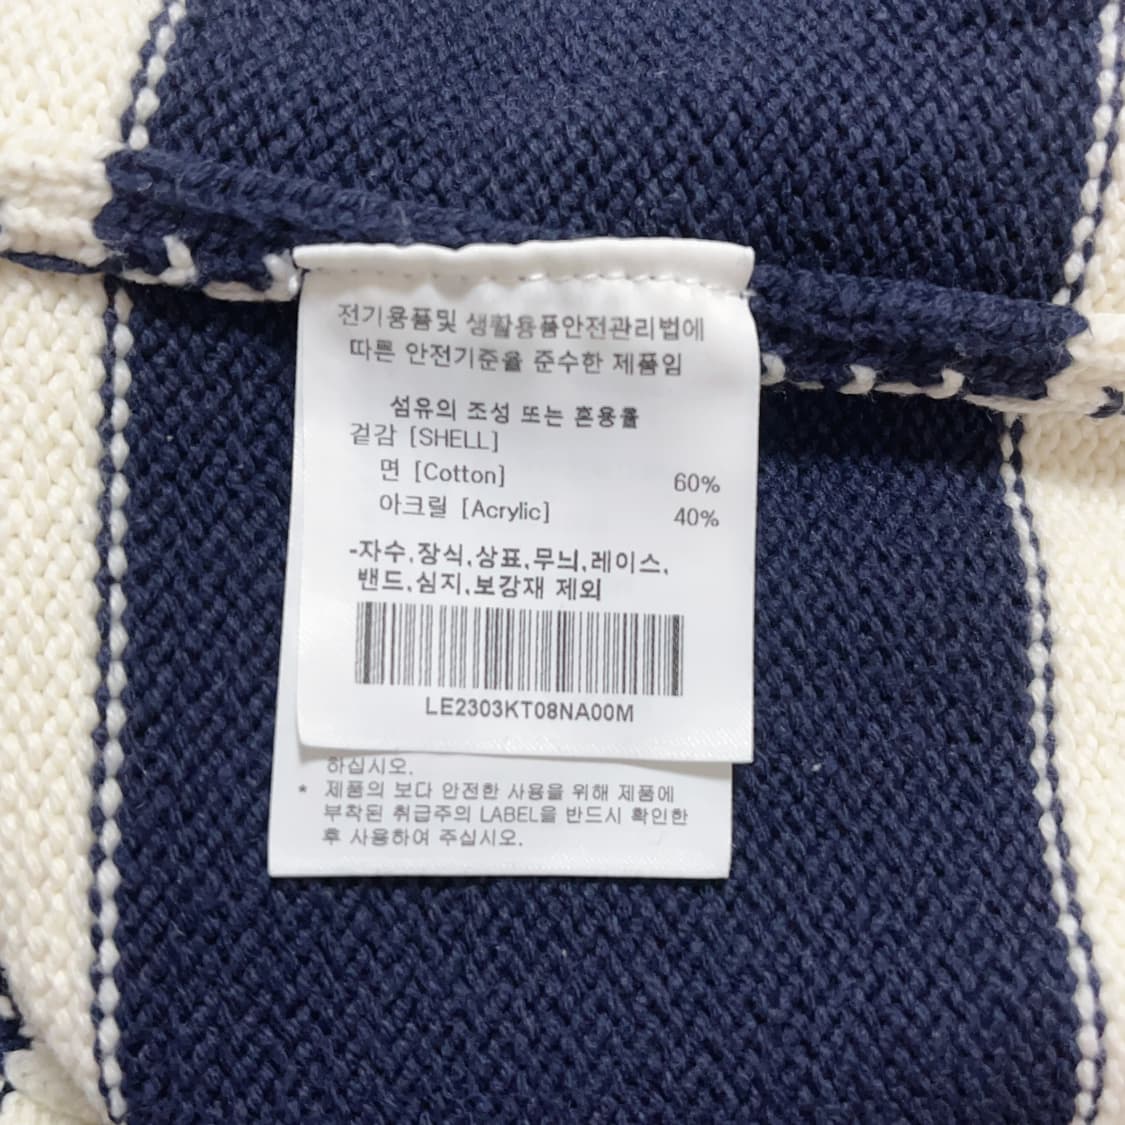 전기용품및 생활용품안전관리법에
따른 안전기준을 준수한 제품임
섬유의 조성 또는 혼용율
겉감 [SHELL]
면 [Cotton] 60%
아크릴 [Acrylic] 40%
-자수,장식,상표,무늬,레이스,
밴드,심지,보강재 제외
LE2303KT08NA00M
하십시오.
* 제품의 보다 안전한 사용을 위해 제품에
부착된 취급주의 LABEL을 반드시 확인한
후 사용하여 주십시오.